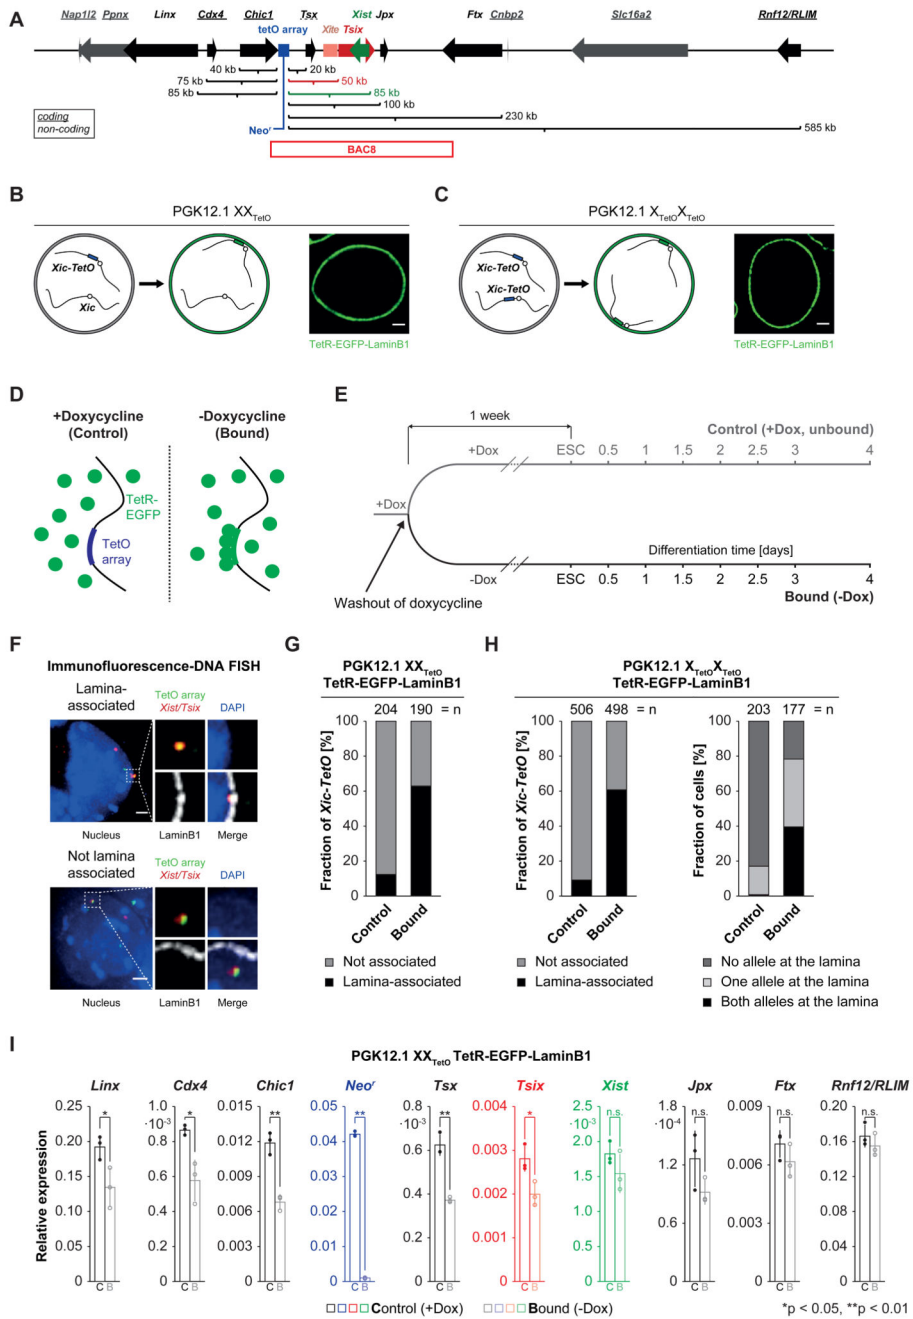 A
Nap1l2 Ppnx Linx Cdx4 Chic1 Tsx Xist Jpx Ftx Cnbp2 Slc16a2 Rnf12/RLIM
tetO array Xite Tsix
40 kb 20 kb
75 kb 50 kb
85 kb 85 kb
100 kb
230 kb
585 kb
coding
non-coding
Neoʳ
BAC8
B
PGK12.1 XX_TetO
Xic-TetO
Xic
TetR-EGFP-LaminB1
C
PGK12.1 X_TetOX_TetO
Xic-TetO
Xic-TetO
TetR-EGFP-LaminB1
D
+Doxycycline (Control)
-Doxycycline (Bound)
TetR-EGFP
TetO array
E
1 week
Control (+Dox, unbound)
+Dox ESC 0.5 1 2 2.5 3 4
+Dox
Differentiation time [days]
-Dox ESC 0.5 1 1.5 2 2.5 3 4
Bound (-Dox)
Washout of doxycycline
F
Immunofluorescence-DNA FISH
Lamina-associated
TetO array
Xist/Tsix
DAPI
Nucleus LaminB1 Merge
Not lamina associated
TetO array
Xist/Tsix
DAPI
Nucleus LaminB1 Merge
G
PGK12.1 XX_TetO
TetR-EGFP-LaminB1
204 190 = n
Fraction of Xic-TetO [%]
100
80
60
40
20
0
Control Bound
Not associated
Lamina-associated
H
PGK12.1 X_TetOX_TetO
TetR-EGFP-LaminB1
506 498 = n
Fraction of Xic-TetO [%]
100
80
60
40
20
0
Control Bound
Not associated
Lamina-associated
203 177 = n
Fraction of cells [%]
100
80
60
40
20
0
Control Bound
No allele at the lamina
One allele at the lamina
Both alleles at the lamina
I
PGK12.1 XX_TetO TetR-EGFP-LaminB1
Relative expression
Linx
0.20
0.15
0.10
0.05
0
*
C B
Cdx4
1.0
·10⁻³
0.8
0.6
0.4
0.2
0
*
C B
Chic1
0.015
0.012
0.009
0.006
0.003
0
**
C B
Neoʳ
0.05
0.04
0.03
0.02
0.01
0
**
C B
Tsx
0.8
·10⁻³
0.6
0.4
0.2
0
**
C B
Tsix
0.004
0.003
0.002
0.001
0
*
C B
Xist
2.5
·10⁻³
2.0
1.5
1.0
0.5
0
n.s.
C B
Jpx
1.8
·10⁻⁴
1.4
1.0
0.6
0.2
0
n.s.
C B
Ftx
0.009
0.006
0.003
0
n.s.
C B
Rnf12/RLIM
0.20
0.16
0.12
0.08
0.04
0
n.s.
C B
Control (+Dox) Bound (-Dox)
*p < 0.05, **p < 0.01